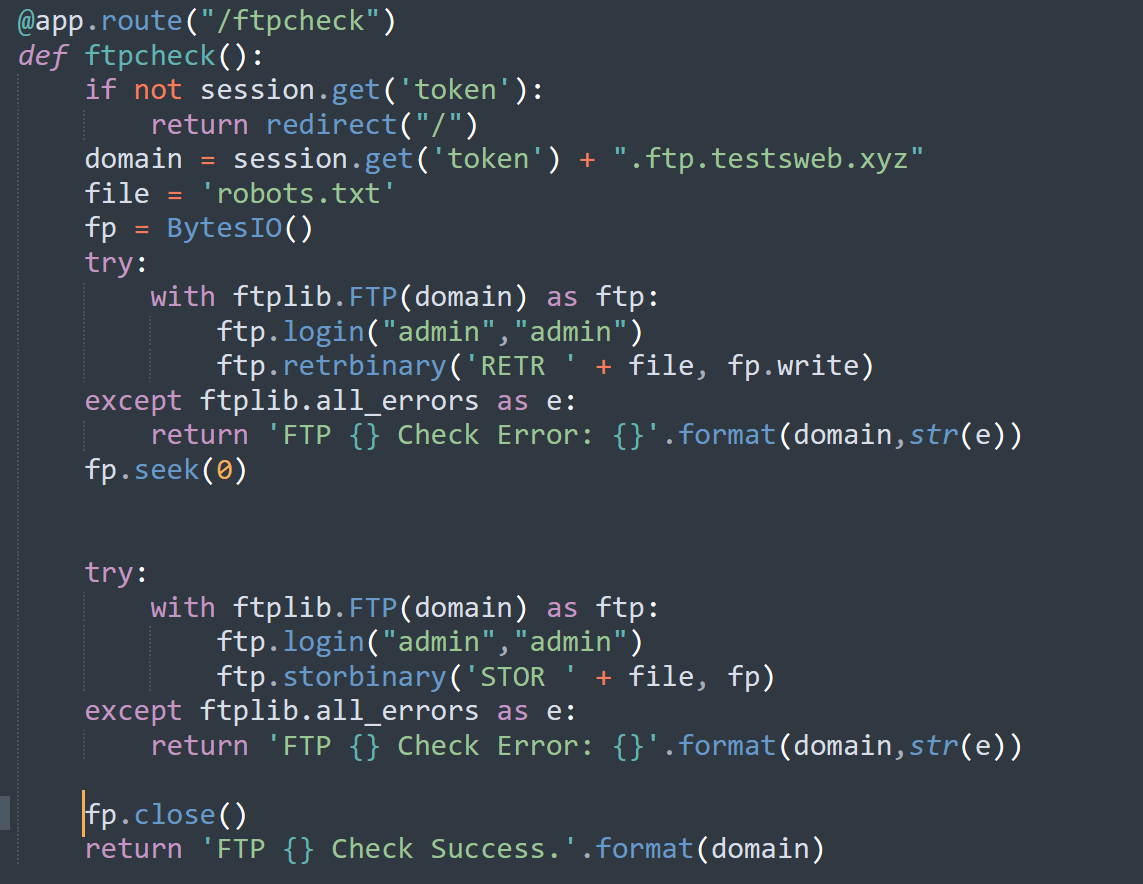 @app.route("/ftpcheck")
def ftpcheck():
    if not session.get('token'):
        return redirect("/")
    domain = session.get('token') + ".ftp.testsweb.xyz"
    file = 'robots.txt'
    fp = BytesIO()
    try:
        with ftplib.FTP(domain) as ftp:
            ftp.login("admin","admin")
            ftp.retrbinary('RETR ' + file, fp.write)
    except ftplib.all_errors as e:
        return 'FTP {} Check Error: {}'.format(domain,str(e))
    fp.seek(0)
    try:
        with ftplib.FTP(domain) as ftp:
            ftp.login("admin","admin")
            ftp.storbinary('STOR ' + file, fp)
    except ftplib.all_errors as e:
        return 'FTP {} Check Error: {}'.format(domain,str(e))
    fp.close()
    return 'FTP {} Check Success.'.format(domain)